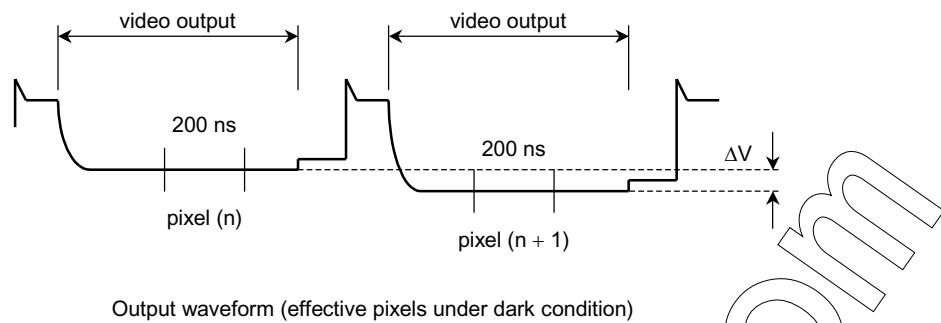 video output
video output
200 ns
200 ns
ΔV
pixel (n)
pixel (n + 1)
Output waveform (effective pixels under dark condition)
om